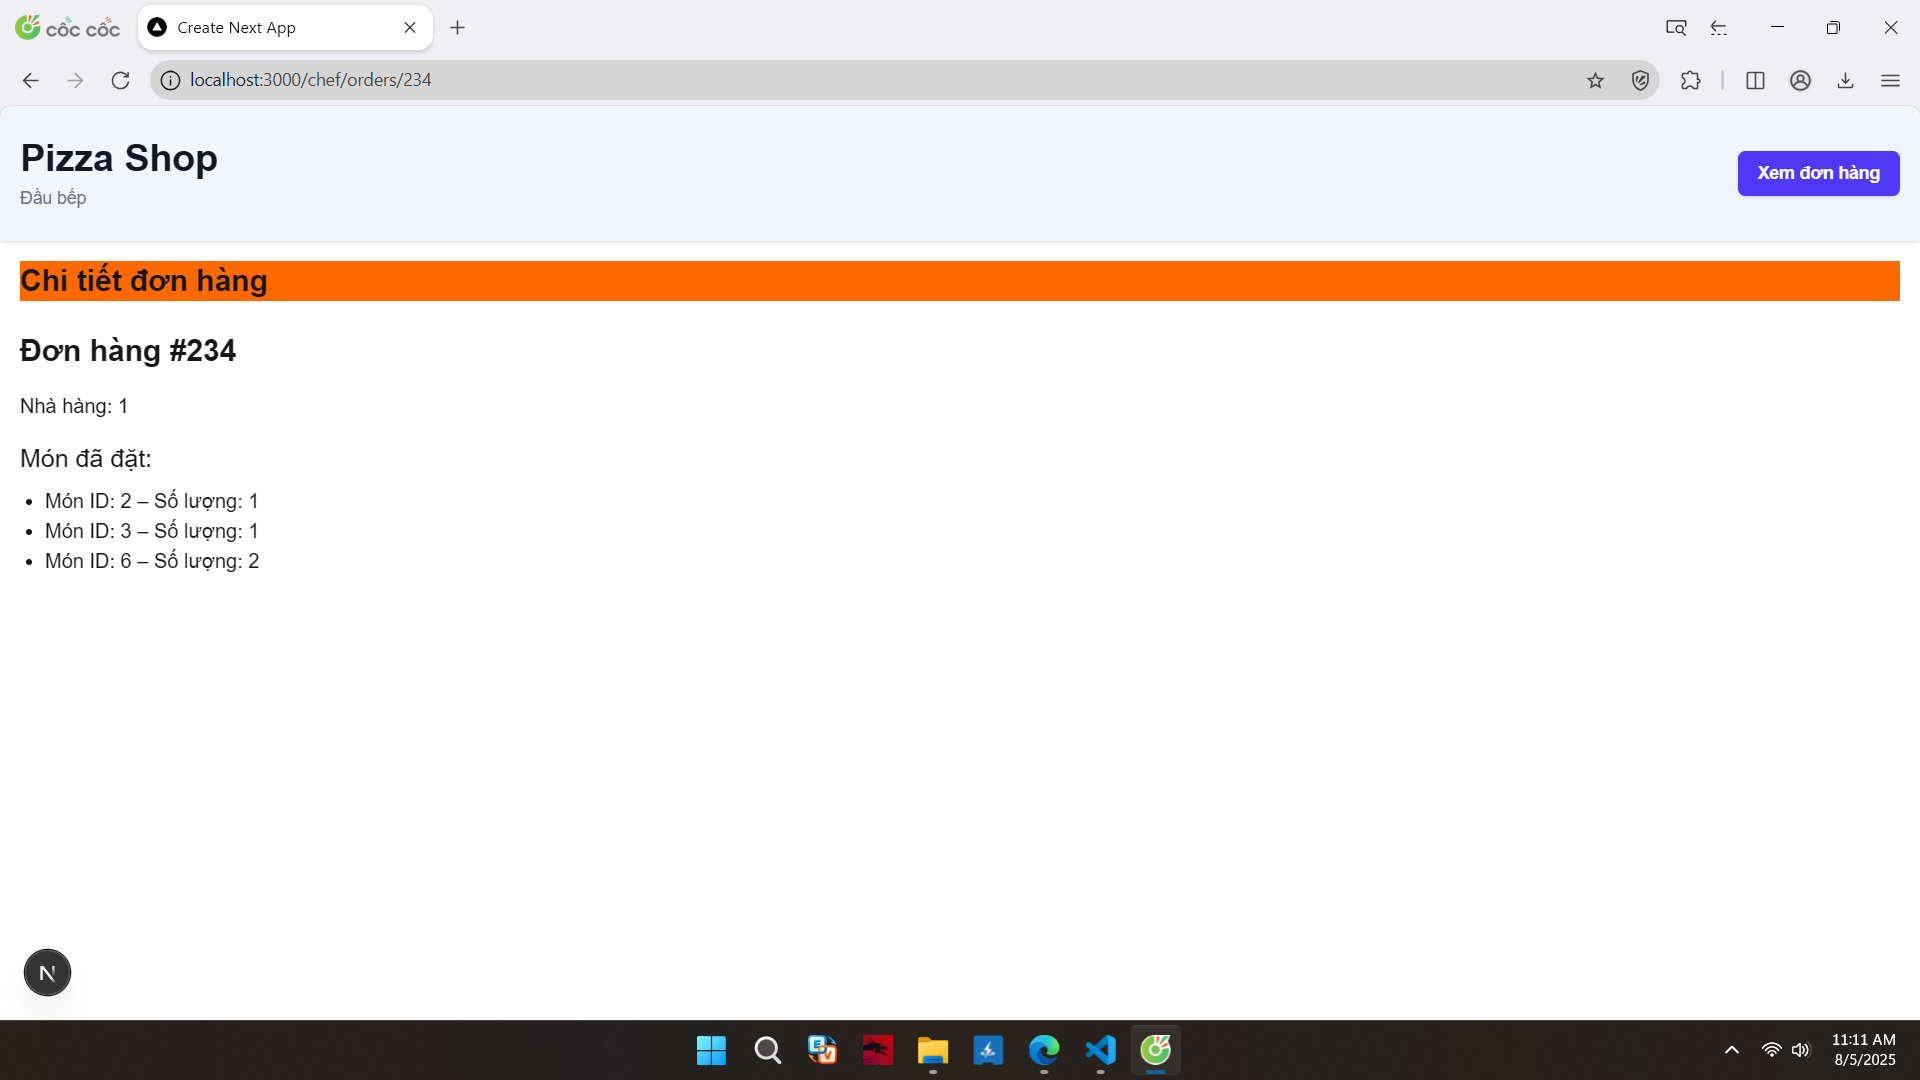 cốc cốc
Create Next App
localhost:3000/chef/orders/234
Pizza Shop
Đầu bếp
Xem đơn hàng
Chi tiết đơn hàng
Đơn hàng #234
Nhà hàng: 1
Món đã đặt:
Món ID: 2 – Số lượng: 1
Món ID: 3 – Số lượng: 1
Món ID: 6 – Số lượng: 2
N
E
V
11:11 AM
8/5/2025